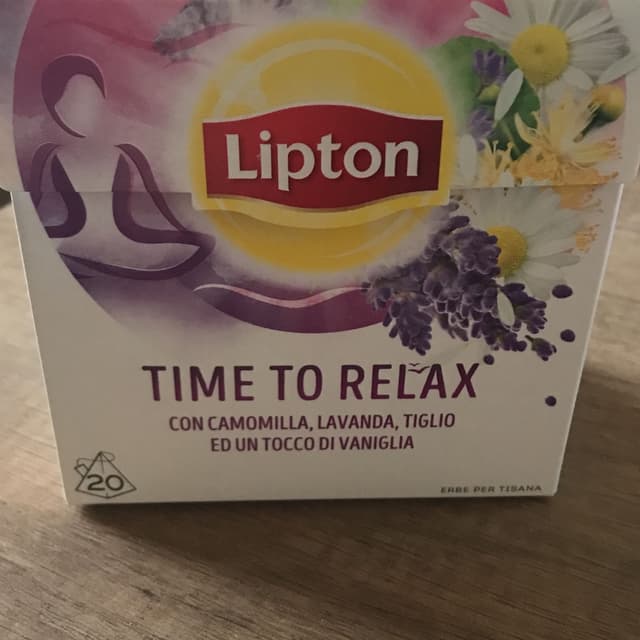 Lipton
TIME TO RELAX
CON CAMOMILLA, LAVANDA, TIGLIO
ED UN TOCCO DI VANIGLIA
20
ERBE PER TISANA